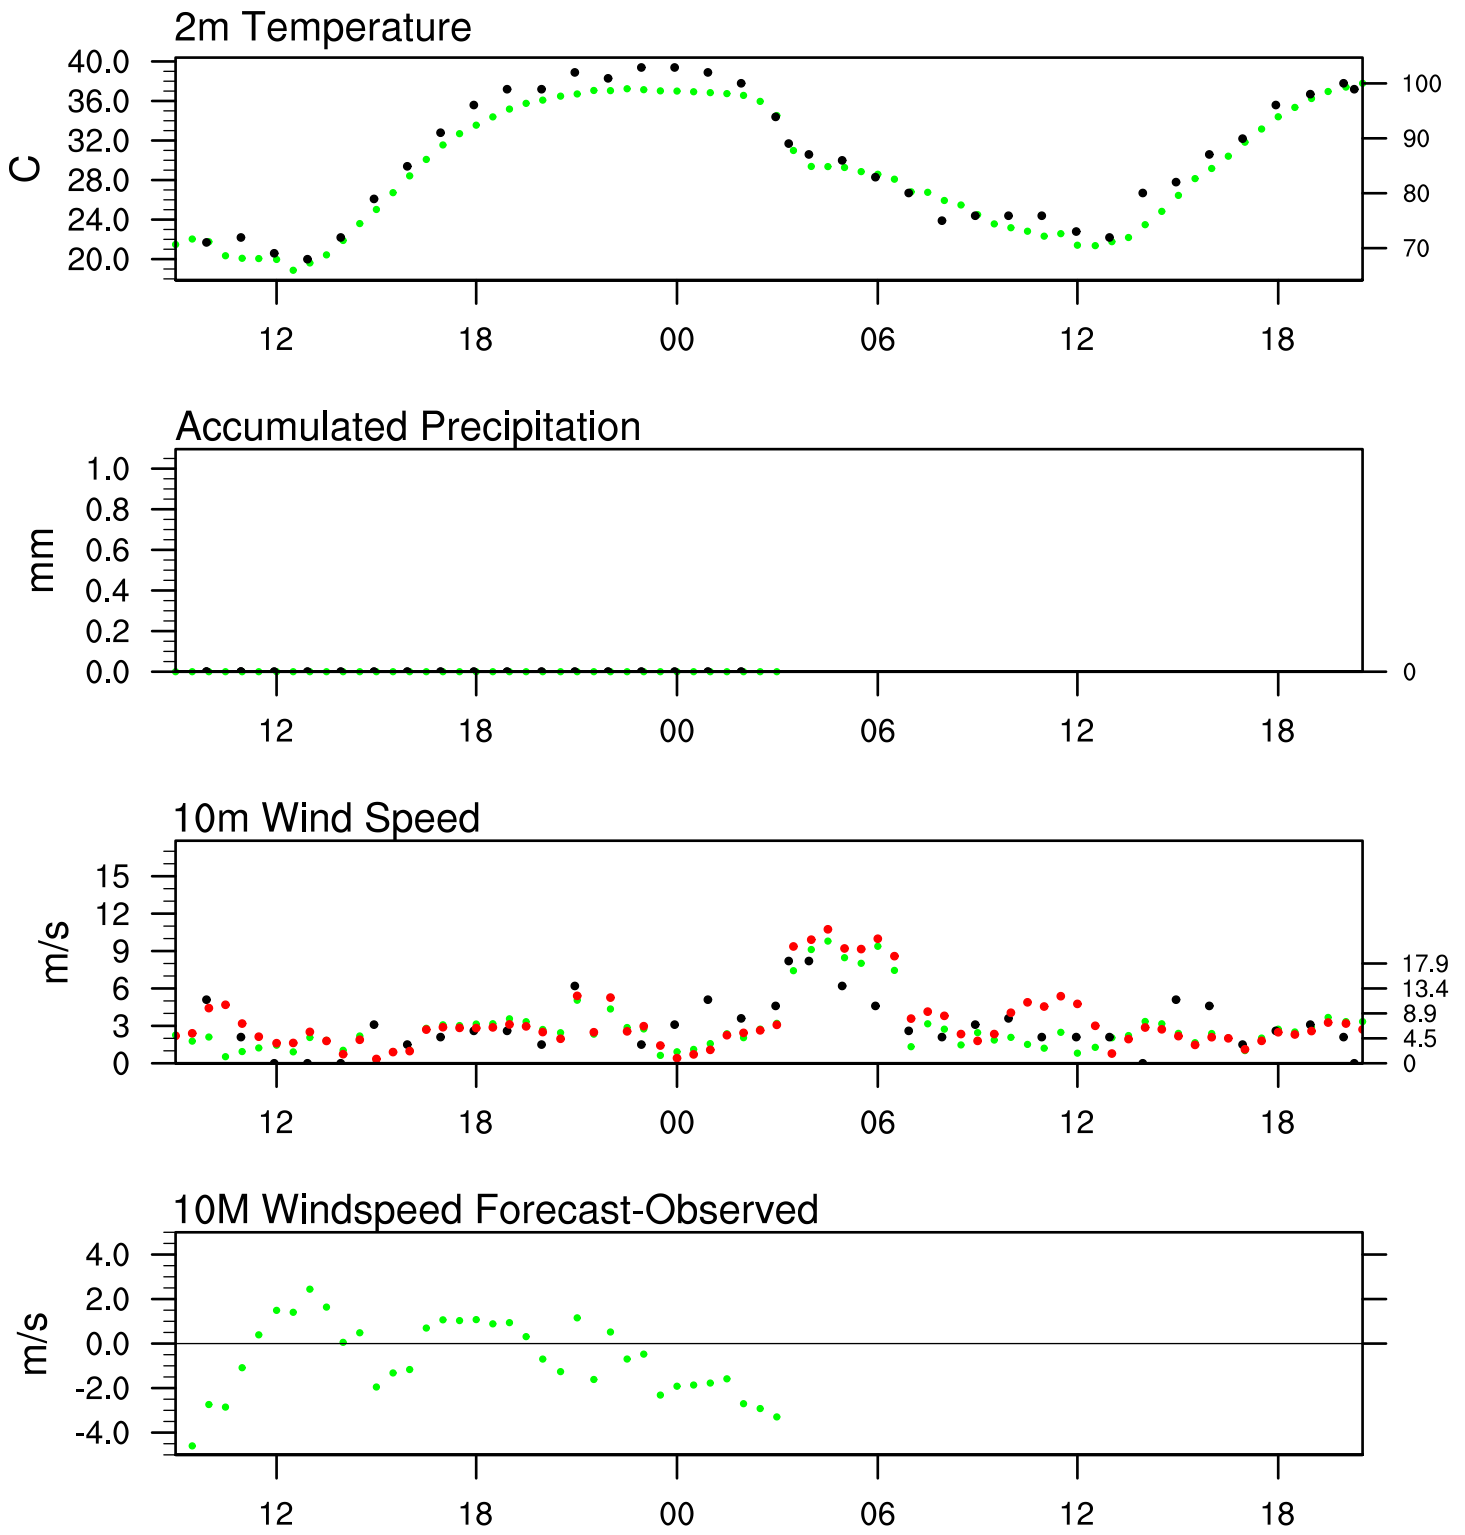 2m Temperature
40.0
36.0
32.0
28.0
24.0
20.0
C
100
90
80
70
12 18 00 06 12 18
Accumulated Precipitation
1.0
0.8
0.6
0.4
0.2
0.0
mm
0
12 18 00 06 12 18
10m Wind Speed
15
12
9
6
3
0
m/s
17.9
13.4
8.9
4.5
0
12 18 00 06 12 18
10M Windspeed Forecast-Observed
4.0
2.0
0.0
-2.0
-4.0
m/s
12 18 00 06 12 18